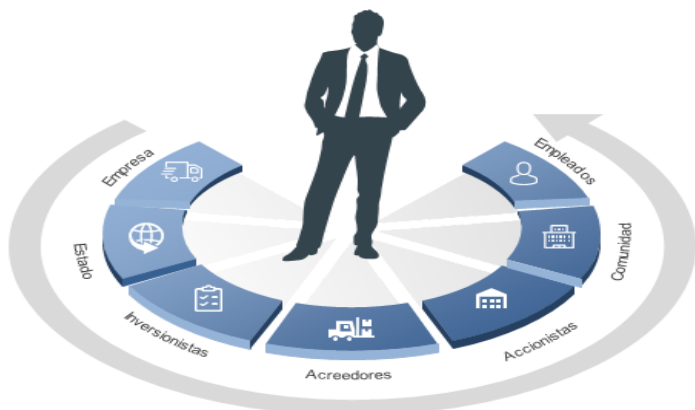 Empresa
Estado
Inversionistas
Acreedores
Accionistas
Comunidad
Empleados